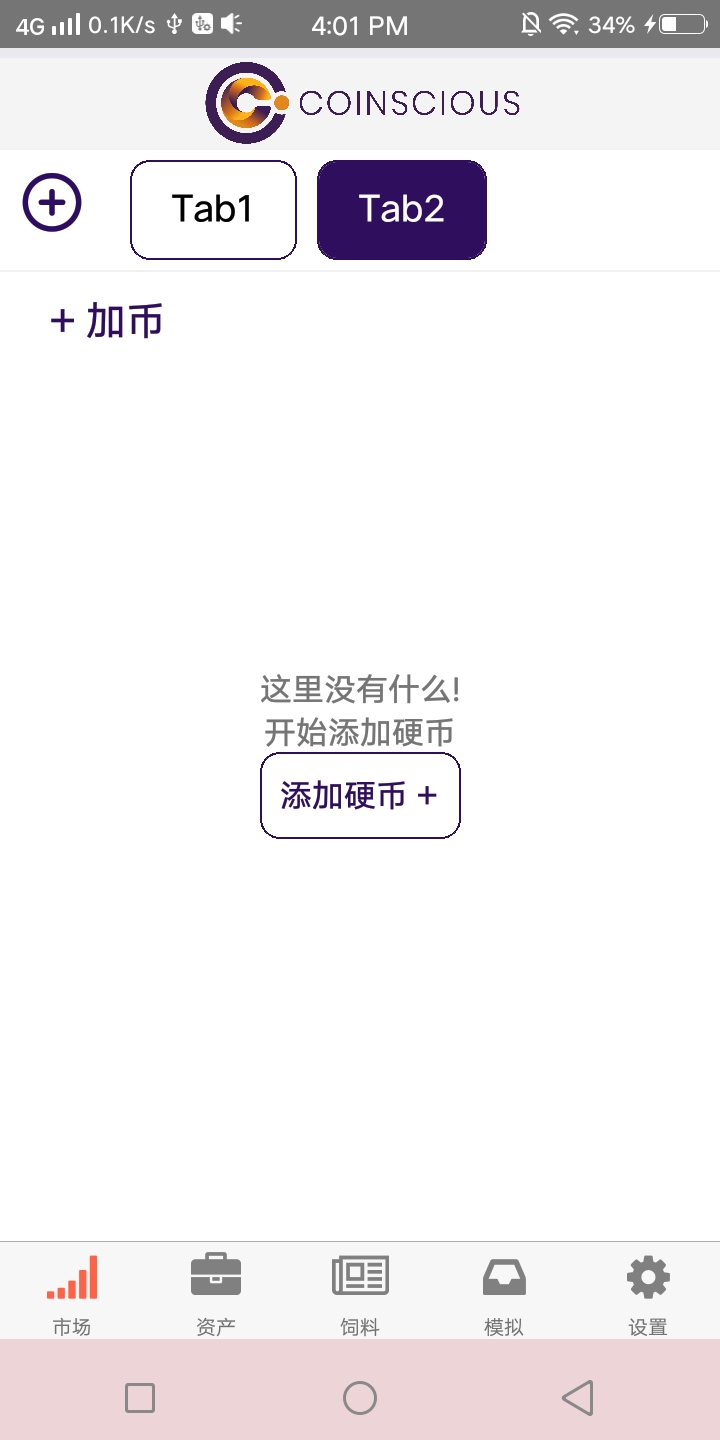 4G 0.1K/s 4:01 PM 34%
COINSCIOUS
Tab1 Tab2
+ 加币
这里没有什么!
开始添加硬币
添加硬币 +
市场 资产 饲料 模拟 设置